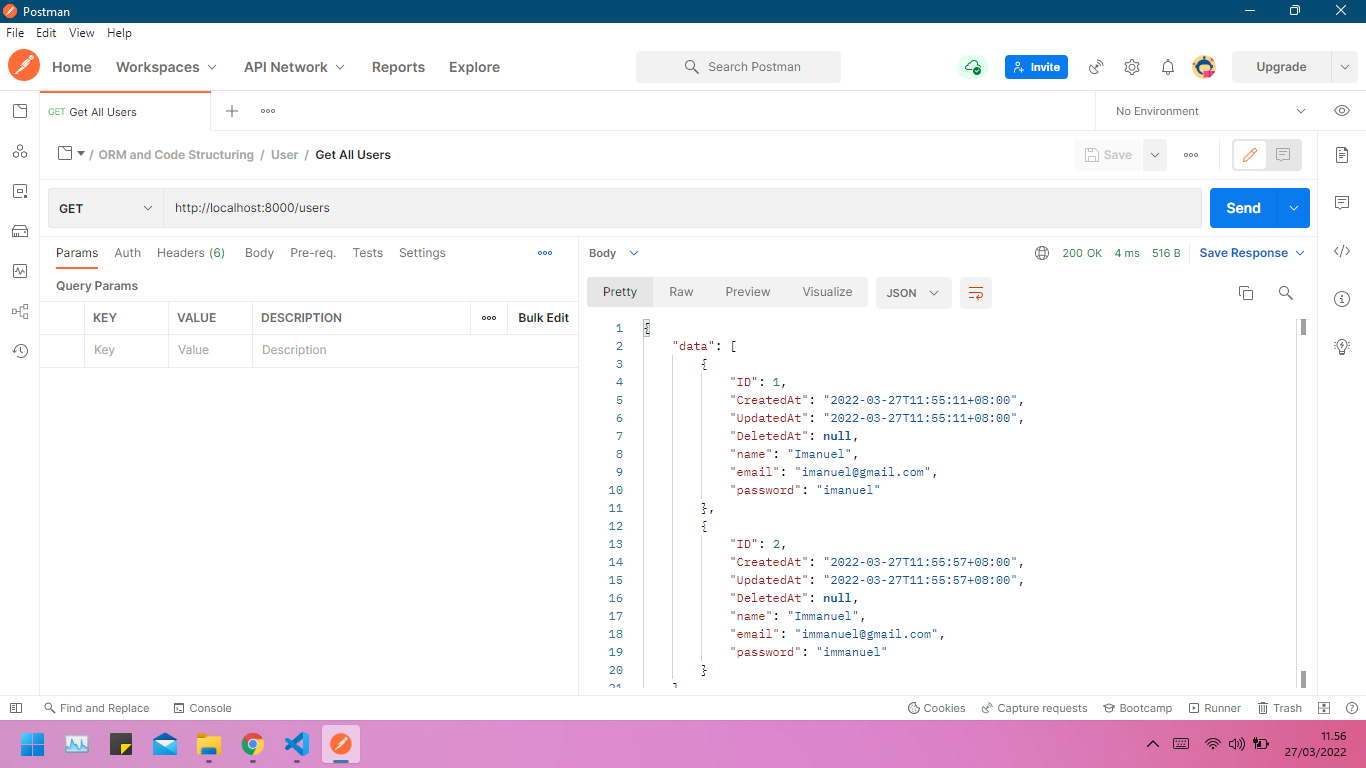 Postman
File Edit View Help
Home Workspaces API Network Reports Explore Search Postman Invite Upgrade
GET Get All Users No Environment
/ ORM and Code Structuring / User / Get All Users Save
GET http://localhost:8000/users Send
Params Auth Headers (6) Body Pre-req. Tests Settings
Query Params
KEY VALUE DESCRIPTION Bulk Edit
Key Value Description
Body 200 OK 4 ms 516 B Save Response
Pretty Raw Preview Visualize JSON
1 {
2 "data": [
3 {
4 "ID": 1,
5 "CreatedAt": "2022-03-27T11:55:11+08:00",
6 "UpdatedAt": "2022-03-27T11:55:11+08:00",
7 "DeletedAt": null,
8 "name": "Imanuel",
9 "email": "imanuel@gmail.com",
10 "password": "imanuel"
11 },
12 {
13 "ID": 2,
14 "CreatedAt": "2022-03-27T11:55:57+08:00",
15 "UpdatedAt": "2022-03-27T11:55:57+08:00",
16 "DeletedAt": null,
17 "name": "Immanuel",
18 "email": "immanuel@gmail.com",
19 "password": "immanuel"
20 }
21 ]
Find and Replace Console Cookies Capture requests Bootcamp Runner Trash
11.56
27/03/2022